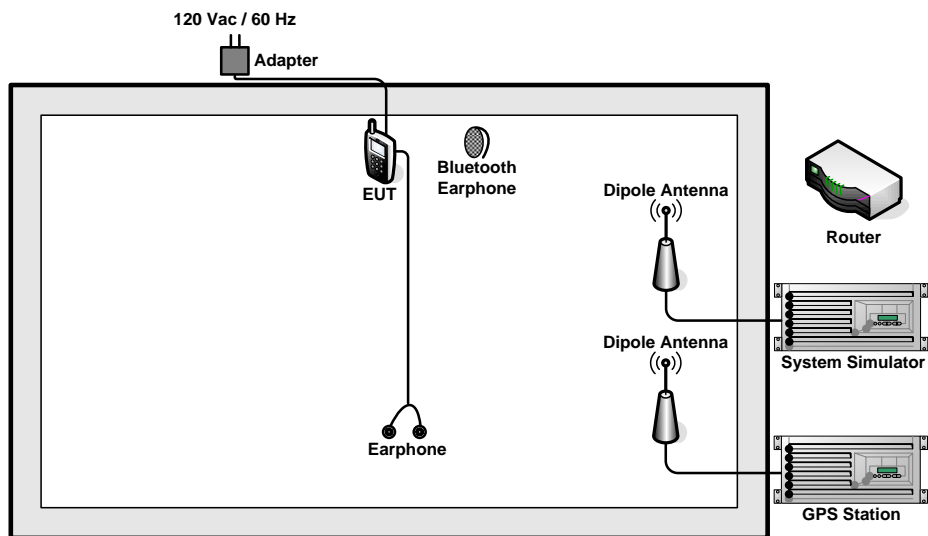 120 Vac / 60 Hz
Adapter
EUT
Bluetooth
Earphone
Dipole Antenna
Router
System Simulator
Dipole Antenna
Earphone
GPS Station